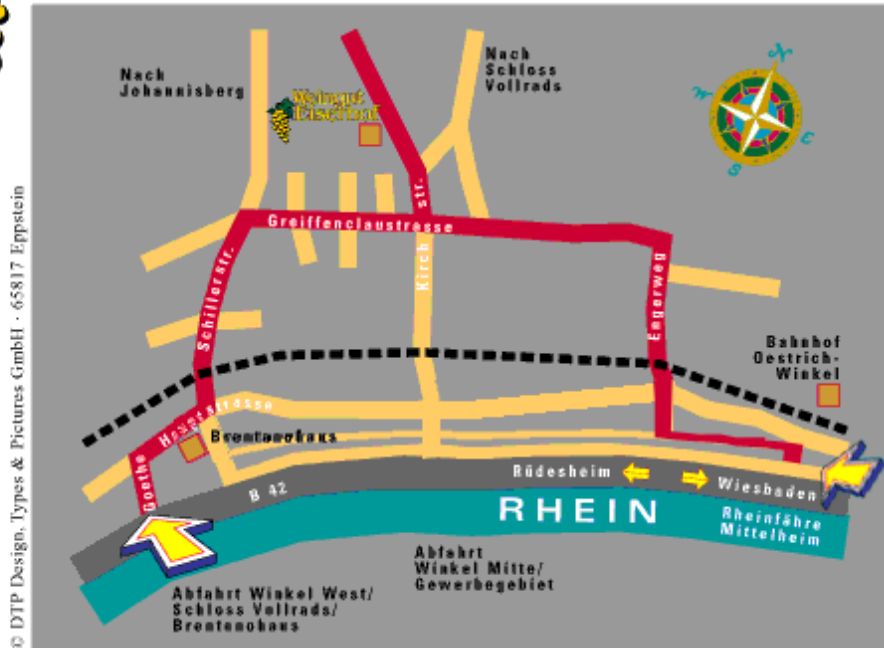 Nach
Johannisberg
Weingut
Nach
Schloss
Vollrads
N
W
E
S
str.
Greiffenclaustrasse
Kirch
Schillerstr.
Engerweg
Bahnhof
Oestrich-
Winkel
Hauptstrasse
Brentanohaus
Goethe
B 42
Rüdesheim
Wiesbaden
RHEIN
Rheinfähre
Mittelheim
Abfahrt
Winkel Mitte/
Gewerbegebiet
Abfahrt Winkel West/
Schloss Vollrads/
Brentanohaus
© DTP Design, Types & Pictures GmbH · 65817 Eppstein